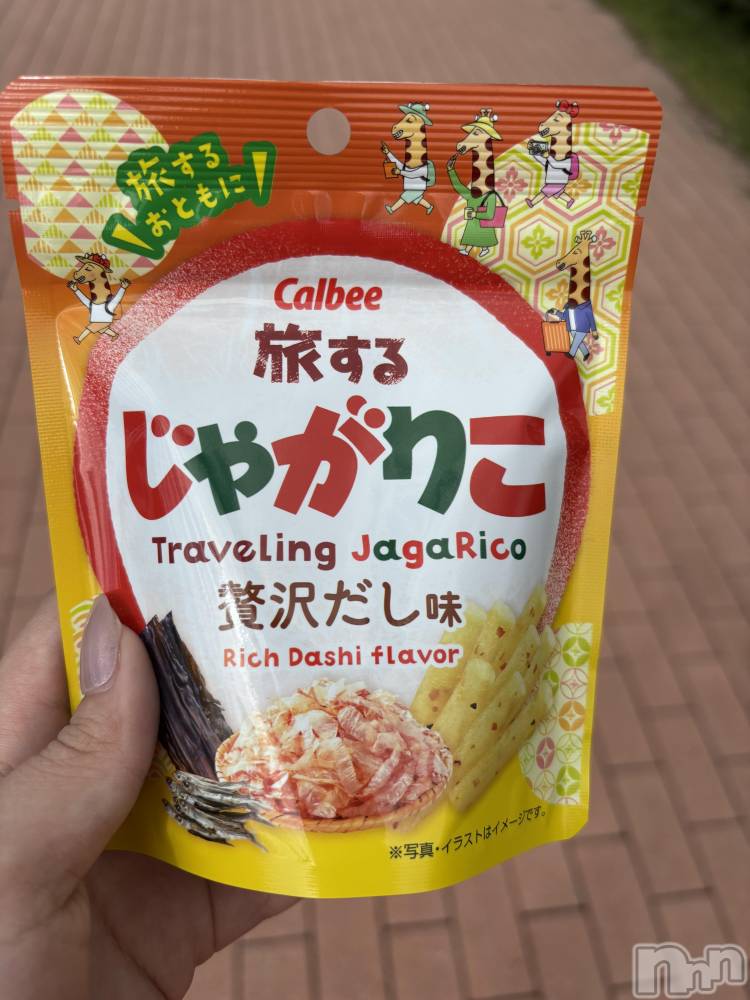 旅する
おともに
Calbee
旅する
じゃがりこ
Traveling JagaRico
贅沢だし味
Rich Dashi flavor
※写真・イラストはイメージです。
nnn